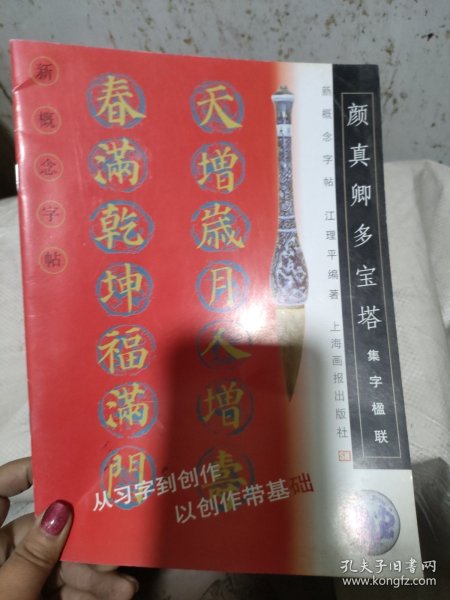 颜真卿多宝塔
集字楹联
新概念字帖 江理平编著 上海画报出版社
天增岁月人增壽
春滿乾坤福滿門
新概念字帖
从习字到创作
以创作带基础
孔夫子旧书网
www.kongfz.com